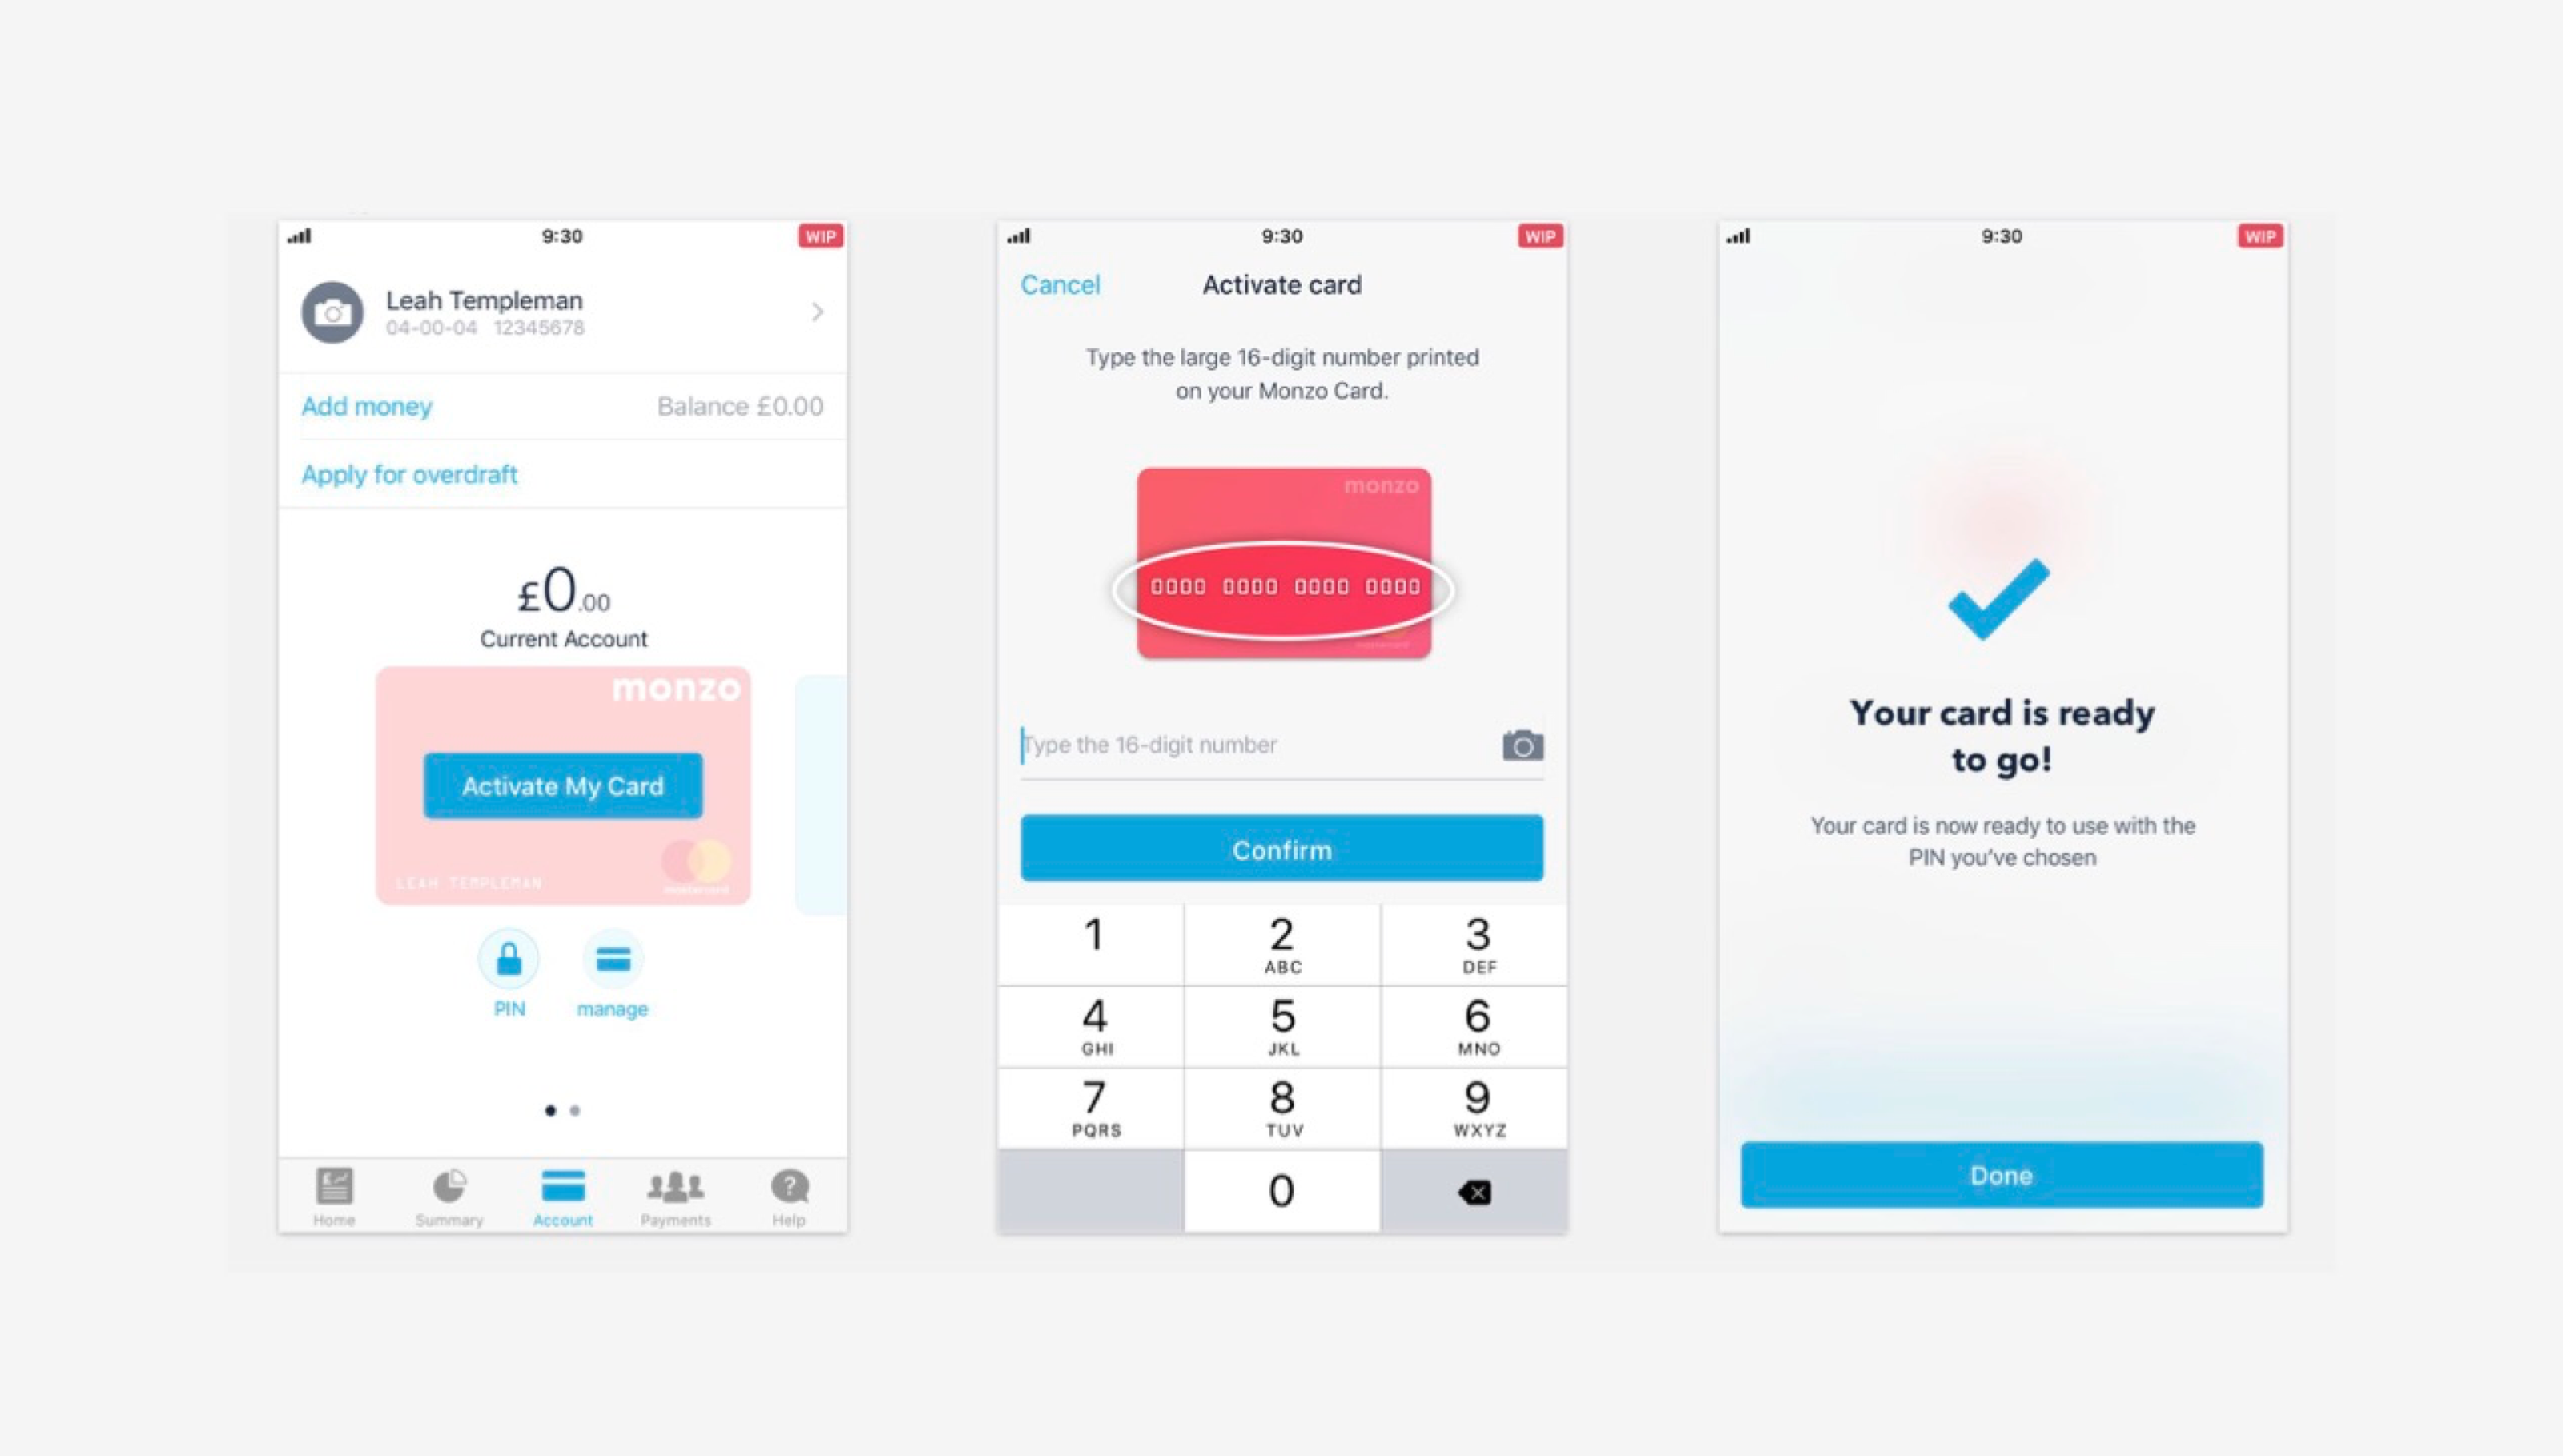 9:30 WIP
Leah Templeman
04-00-04 12345678
Add money Balance £0.00
Apply for overdraft
£0.00
Current Account
monzo
Activate My Card
LEAH TEMPLEMAN
mastercard
PIN manage
Home Summary Account Payments Help
9:30 WIP
Cancel Activate card
Type the large 16-digit number printed
on your Monzo Card.
monzo
0000 0000 0000 0000
mastercard
Type the 16-digit number
Confirm
1 2 3
ABC DEF
4 5 6
GHI JKL MNO
7 8 9
PQRS TUV WXYZ
0
9:30 WIP
Your card is ready
to go!
Your card is now ready to use with the
PIN you've chosen
Done